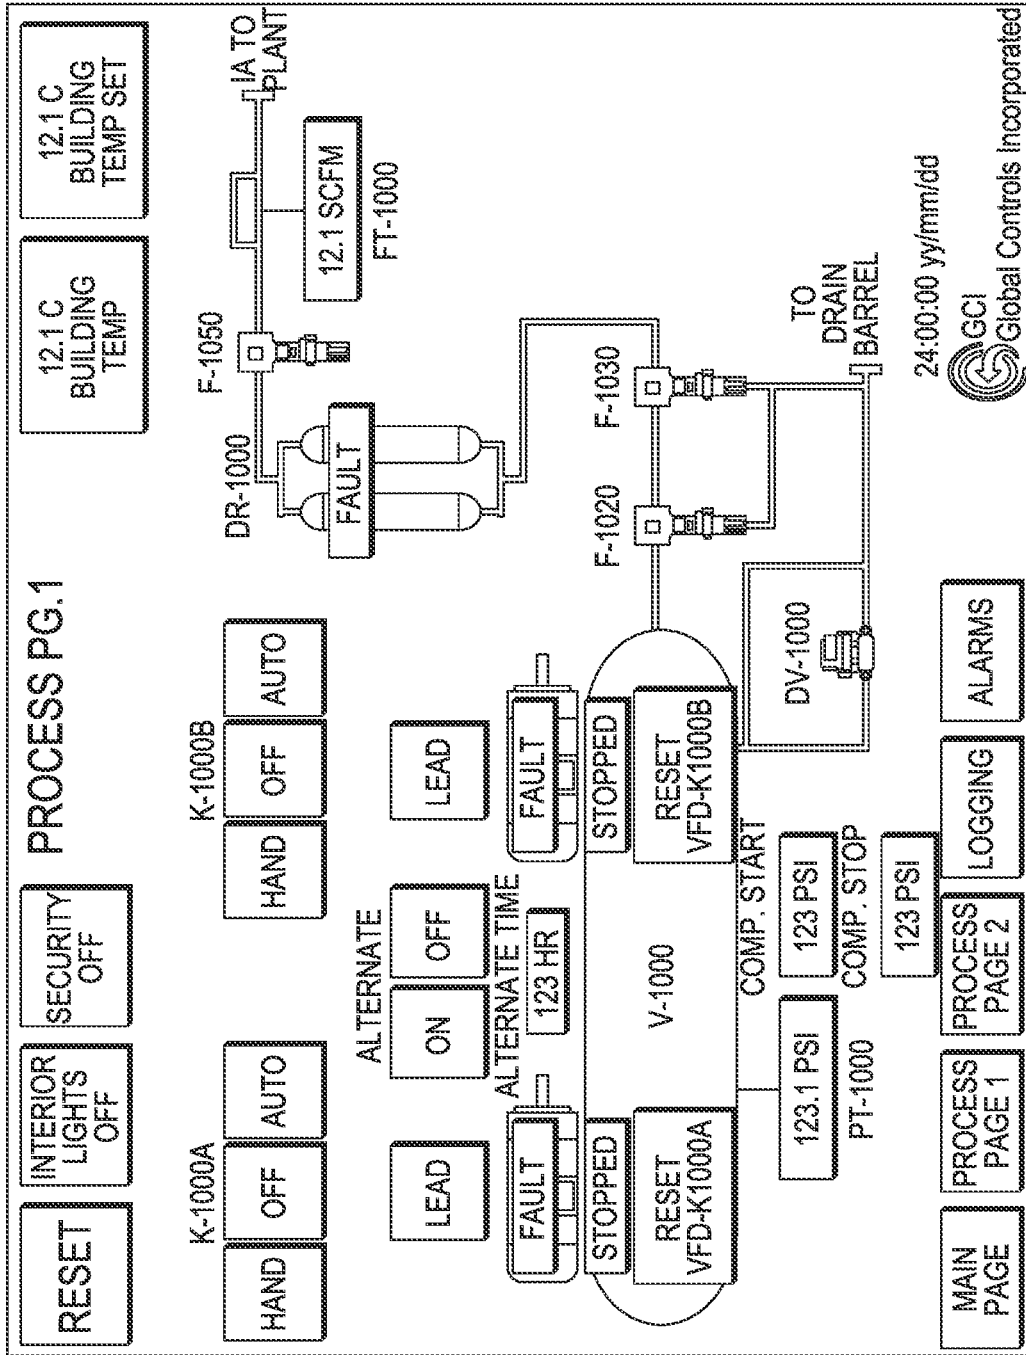 RESET
INTERIOR
LIGHTS
OFF
SECURITY
OFF
PROCESS PG.1
12.1 C
BUILDING
TEMP
12.1 C
BUILDING
TEMP SET
K-1000A
HAND
OFF
AUTO
K-1000B
HAND
OFF
AUTO
DR-1000
F-1050
IA TO
PLANT
FAULT
12.1 SCFM
FT-1000
ALTERNATE
ON
OFF
LEAD
LEAD
ALTERNATE TIME
123 HR
FAULT
FAULT
STOPPED
STOPPED
RESET
VFD-K1000A
V-1000
RESET
VFD-K1000B
F-1020
F-1030
123.1 PSI
PT-1000
COMP. START
123 PSI
COMP. STOP
123 PSI
DV-1000
TO
DRAIN
BARREL
24:00:00 yy/mm/dd
GCI
Global Controls Incorporated
MAIN
PAGE
PROCESS
PAGE 1
PROCESS
PAGE 2
LOGGING
ALARMS